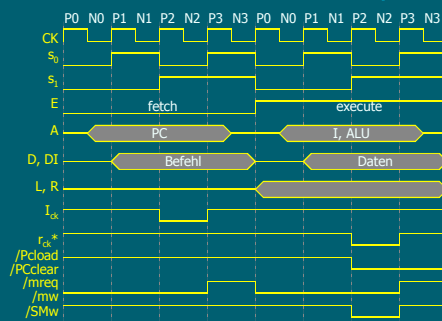 P0 N0 P1 N1 P2 N2 P3 N3 P0 N0 P1 N1 P2 N2 P3 N3
CK
s0
s1
E fetch execute
A PC I, ALU
D, DI Befehl Daten
L, R
Ick
rck*
/Pcload
/PCclear
/mreq
/mw
/SMw